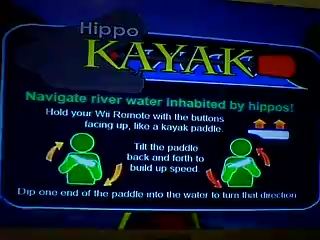 Hippo
KAYAK
Navigate river water inhabited by hippos!
Hold your Wii Remote with the buttons
facing up, like a kayak paddle.
Tilt the paddle
back and forth to
build up speed.
Dip one end of the paddle into the water to turn that direction